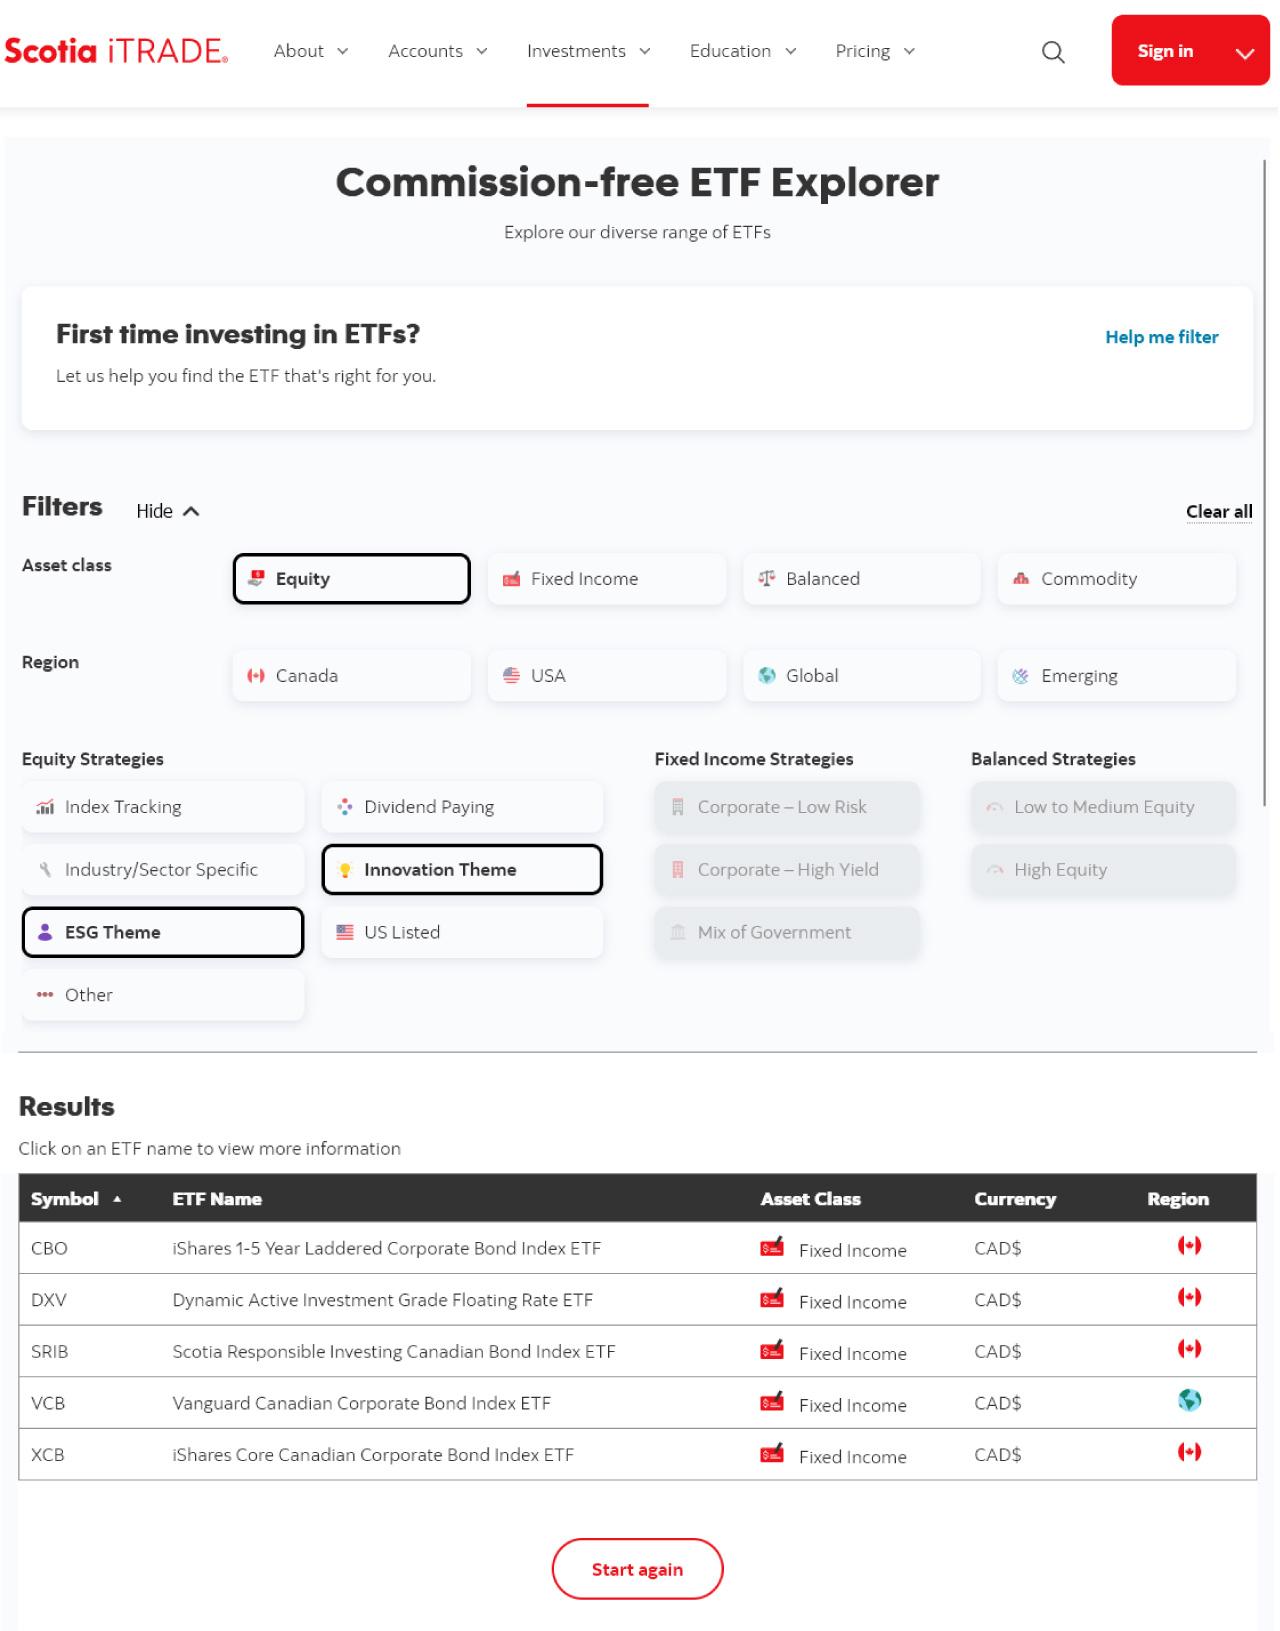 Scotia iTRADE®
About
Accounts
Investments
Education
Pricing
Sign in
Commission-free ETF Explorer
Explore our diverse range of ETFs
First time investing in ETFs?
Help me filter
Let us help you find the ETF that's right for you.
Filters
Hide
Clear all
Asset class
Equity
Fixed Income
Balanced
Commodity
Region
Canada
USA
Global
Emerging
Equity Strategies
Index Tracking
Dividend Paying
Industry/Sector Specific
Innovation Theme
ESG Theme
US Listed
Other
Fixed Income Strategies
Corporate – Low Risk
Corporate – High Yield
Mix of Government
Balanced Strategies
Low to Medium Equity
High Equity
Results
Click on an ETF name to view more information
Symbol ETF Name Asset Class Currency Region
CBO iShares 1-5 Year Laddered Corporate Bond Index ETF Fixed Income CAD$
DXV Dynamic Active Investment Grade Floating Rate ETF Fixed Income CAD$
SRIB Scotia Responsible Investing Canadian Bond Index ETF Fixed Income CAD$
VCB Vanguard Canadian Corporate Bond Index ETF Fixed Income CAD$
XCB iShares Core Canadian Corporate Bond Index ETF Fixed Income CAD$
Start again